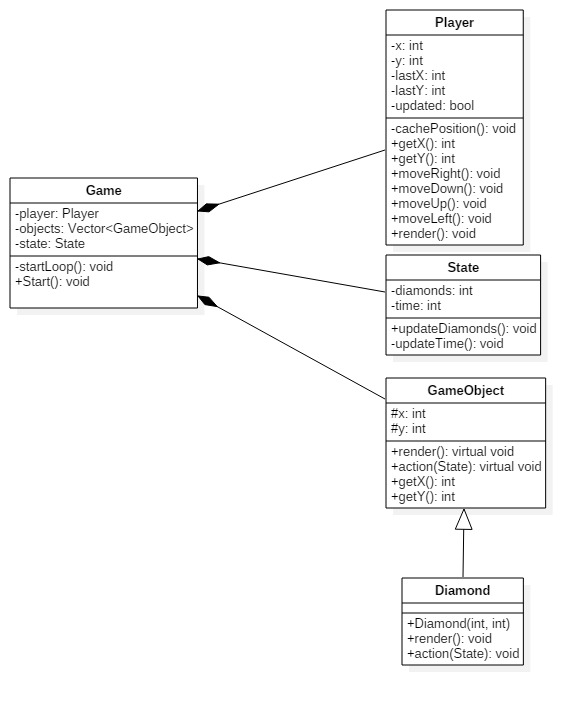 Player
-x: int
-y: int
-lastX: int
-lastY: int
-updated: bool
-cachePosition(): void
+getX(): int
+getY(): int
+moveRight(): void
+moveDown(): void
+moveUp(): void
+moveLeft(): void
+render(): void
Game
-player: Player
-objects: Vector<GameObject>
-state: State
-startLoop(): void
+Start(): void
State
-diamonds: int
-time: int
+updateDiamonds(): void
-updateTime(): void
GameObject
#x: int
#y: int
+render(): virtual void
+action(State): virtual void
+getX(): int
+getY(): int
Diamond
+Diamond(int, int)
+render(): void
+action(State): void